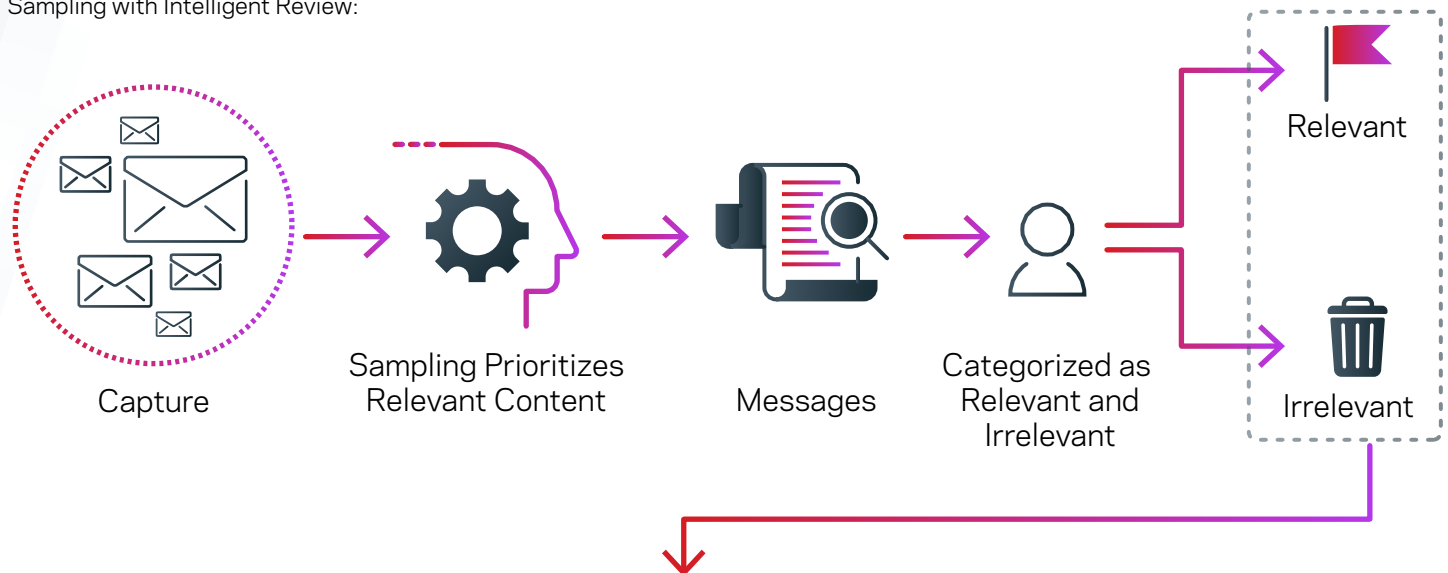 Sampling with Intelligent Review:
Relevant
Sampling Prioritizes
Relevant Content
Capture
Messages
Categorized as
Relevant and
Irrelevant
Irrelevant